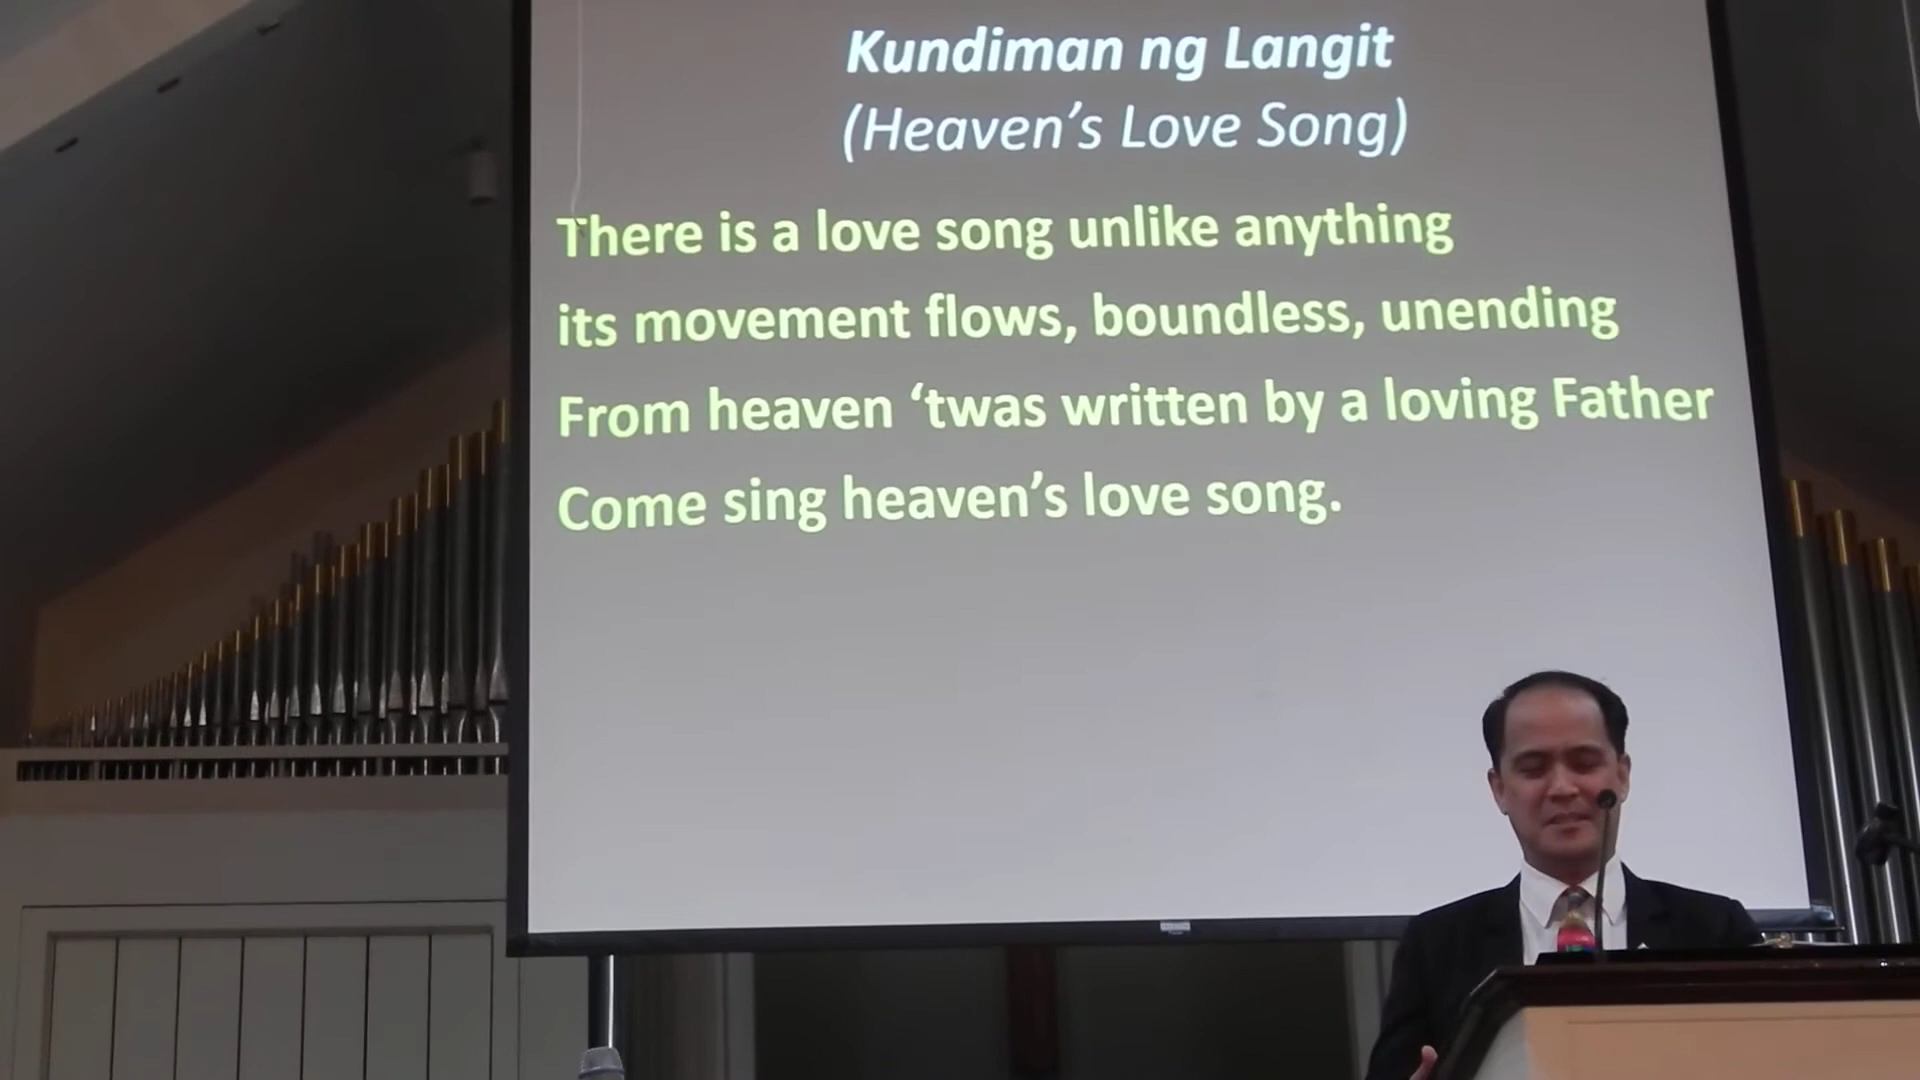 Kundiman ng Langit
(Heaven’s Love Song)
There is a love song unlike anything
its movement flows, boundless, unending
From heaven ‘twas written by a loving Father
Come sing heaven’s love song.